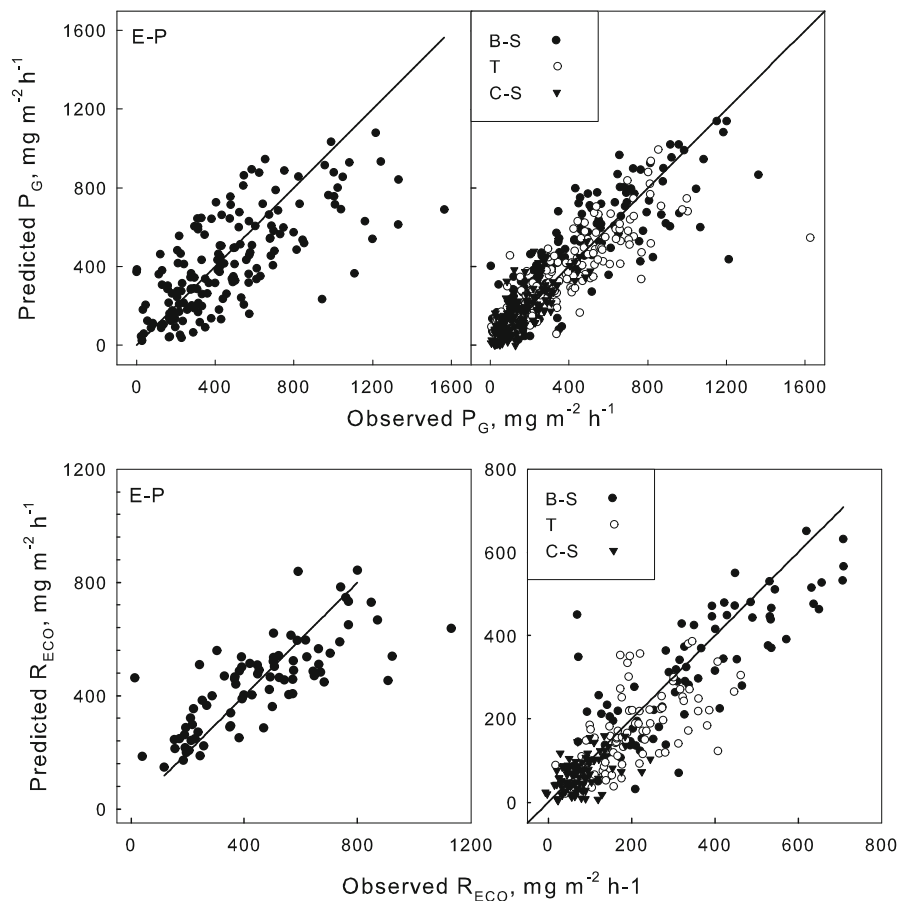 1600
1200
800
400
0
Predicted P_G, mg m⁻² h⁻¹
E-P
B-S
T
C-S
0 400 800 1200 1600
0 400 800 1200 1600
Observed P_G, mg m⁻² h⁻¹
1200
800
400
0
Predicted R_ECO, mg m⁻² h⁻¹
E-P
800
600
400
200
0
B-S
T
C-S
0 400 800 1200
0 200 400 600 800
Observed R_ECO, mg m⁻² h-1